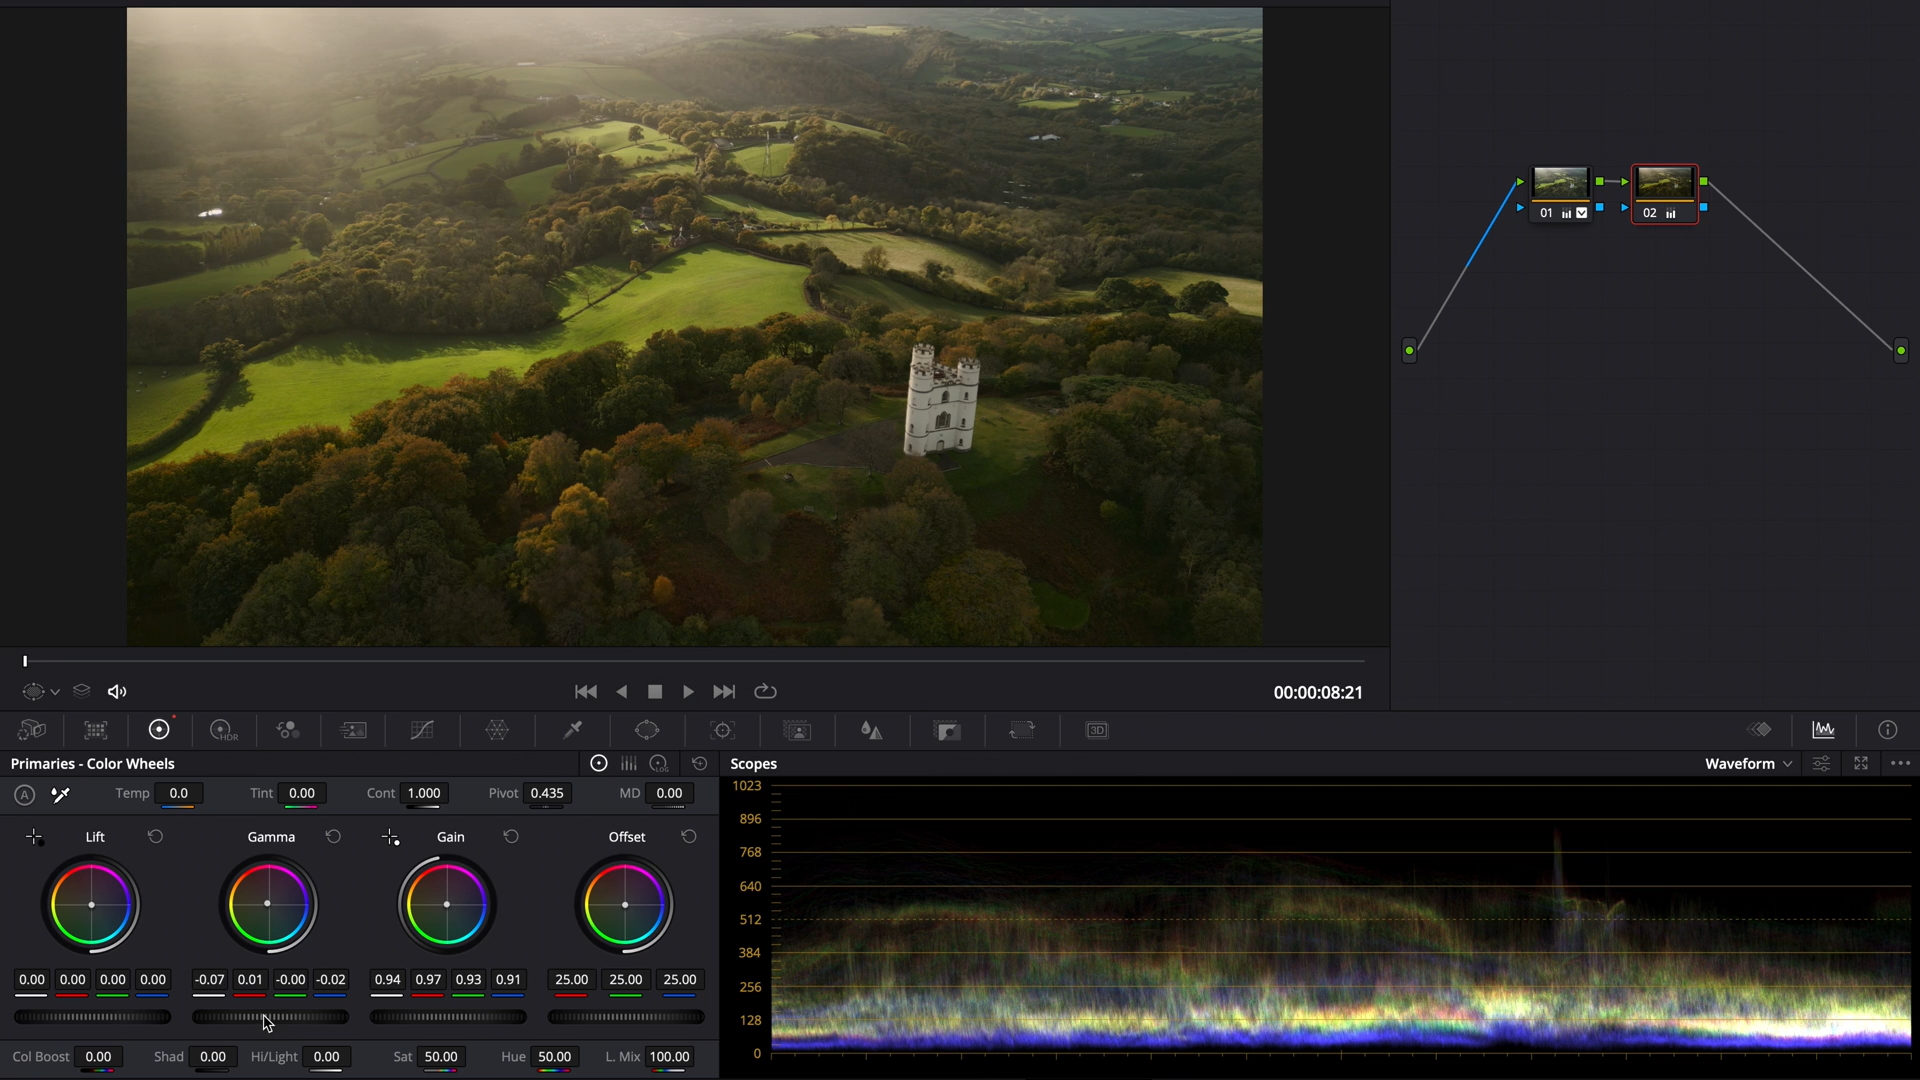 01
02
00:00:08:21
HDR
3D
Primaries - Color Wheels
LOG
Scopes
Waveform
A
Temp 0.0 Tint 0.00 Cont 1.000 Pivot 0.435 MD 0.00
Lift Gamma Gain Offset
0.00 0.00 0.00 0.00 -0.07 0.01 -0.00 -0.02 0.94 0.97 0.93 0.91 25.00 25.00 25.00
Col Boost 0.00 Shad 0.00 Hi/Light 0.00 Sat 50.00 Hue 50.00 L. Mix 100.00
1023
896
768
640
512
384
256
128
0